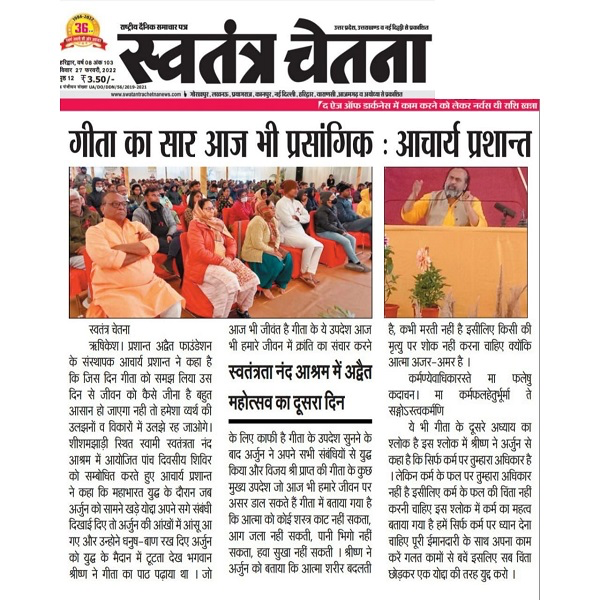 1986-2022
36
राष्ट्रीय दैनिक समाचार पत्र
उत्तर प्रदेश, उत्तराखण्ड व नई दिल्ली से प्रकाशित
स्वतंत्र चेतना
हरिद्वार, वर्ष 08 अंक 103
रविवार 27 फरवरी, 2022
पृष्ठ 12 ₹ 3.50/-
www.swatantrachetnanews.com
गोरखपुर, लखनऊ, प्रयागराज, कानपुर, नई दिल्ली, हरिद्वार, वाराणसी, आजमगढ़ व अयोध्या से प्रकाशित
द ऐज ऑफ डार्कनेस में काम करने को लेकर नर्वस थी राशि खन्ना
गीता का सार आज भी प्रसांगिक : आचार्य प्रशान्त
स्वतंत्र चेतना
ऋषिकेश। प्रशान्त अद्वैत फाउंडेशन
के संस्थापक आचार्य प्रशान्त ने कहा है
कि जिस दिन गीता को समझ लिया उस
दिन से जीवन को कैसे जीना है बहुत
आसान हो जाएगा नही तो हमेशा व्यर्थ की
उलझनों व विकारों में उलझे रह जाओगे।
शीशमझाड़ी स्थित स्वामी स्वतंत्रता नंद
आश्रम में आयोजित पांच दिवसीय शिविर
को सम्बोधित करते हुए आचार्य प्रशान्त
ने कहा कि महाभारत युद्ध के दौरान जब
अर्जुन को सामने खड़े योद्दा अपने सगे संबंधी
दिखाई दिए तो अर्जुन की आंखों में आंसू आ
गए और उन्होने धनुष-बाण रख दिए अर्जुन
को युद्ध के मैदान में टूटता देख भगवान
श्रीष्ण ने गीता का पाठ पढ़ाया था । जो
आज भी जीवंत है गीता के ये उपदेश आज
भी हमारे जीवन में क्रांति का संचार करने
स्वतंत्रता नंद आश्रम में अद्वैत
महोत्सव का दूसरा दिन
के लिए काफी है गीता के उपदेश सुनने के
बाद अर्जुन ने अपने सभी संबंधियों से युद्ध
किया और विजय श्री प्राप्त की गीता के कुछ
मुख्य उपदेश जो आज भी हमारे जीवन पर
असर डाल सकते हैं गीता में बताया गया है
कि आत्मा को कोई शस्त्र काट नही सकता,
आग जला नही सकती, पानी भिगो नही
सकता, हवा सुखा नही सकती । श्रीष्ण ने
अर्जुन को बताया कि आत्मा शरीर बदलती
है, कभी मरती नही है इसीलिए किसी की
मृत्यु पर शोक नही करना चाहिए क्योंकि
आत्मा अजर-अमर है ।
कर्मण्येवाधिकारस्ते मा फलेषु
कदाचन। मा कर्मफलहेतुर्भूर्मा ते
सङ्गोऽस्त्वकर्मणि
ये भी गीता के दूसरे अध्याय का
श्लोक है इस श्लोक में श्रीष्ण ने अर्जुन से
कहा है कि सिर्फ कर्म पर तुम्हारा अधिकार है
। लेकिन कर्म के फल पर तुम्हारा अधिकार
नही है इसीलिए कर्म के फल की चिंता नही
करनी चाहिए इस श्लोक में कर्म का महत्व
बताया गया है हमें सिर्फ कर्म पर ध्यान देना
चाहिए पूरी ईमानदारी के साथ अपना काम
करे गलत कामों से बचें इसलिए सब चिंता
छोड़कर एक योद्दा की तरह युद्द करो ।